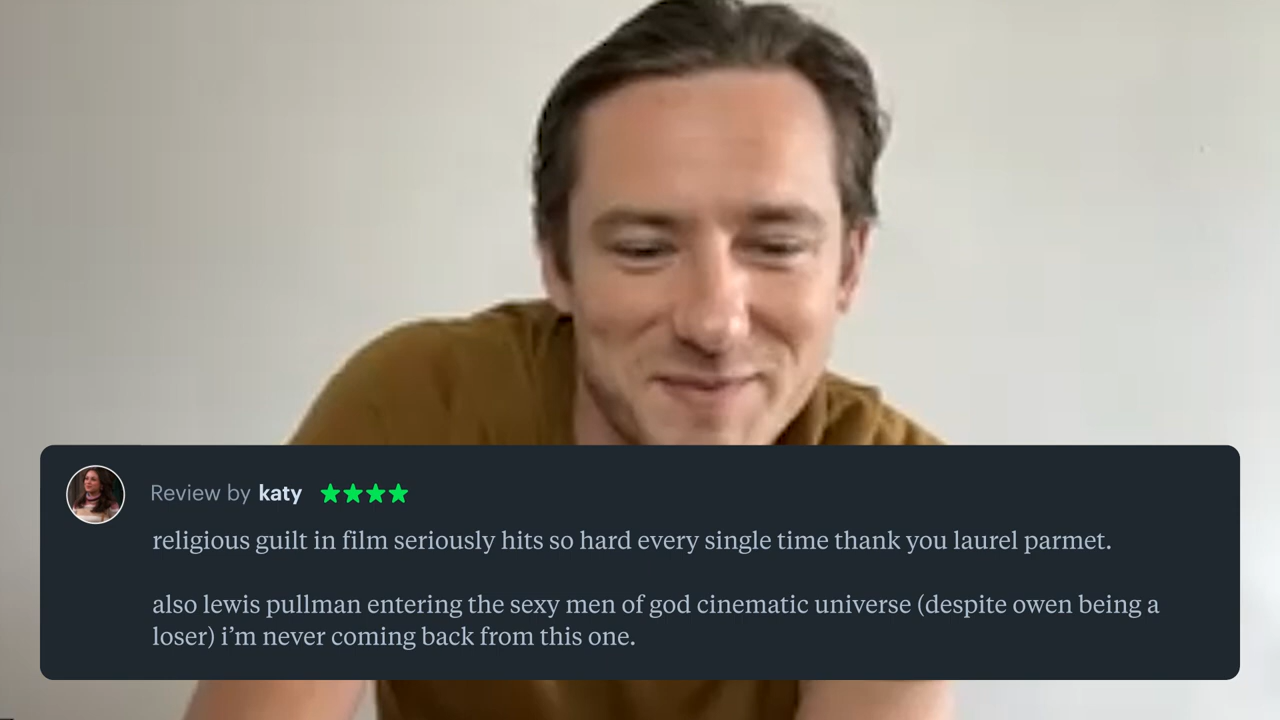 Review by katy ★★★★
religious guilt in film seriously hits so hard every single time thank you laurel parmet.
also lewis pullman entering the sexy men of god cinematic universe (despite owen being a
loser) i’m never coming back from this one.